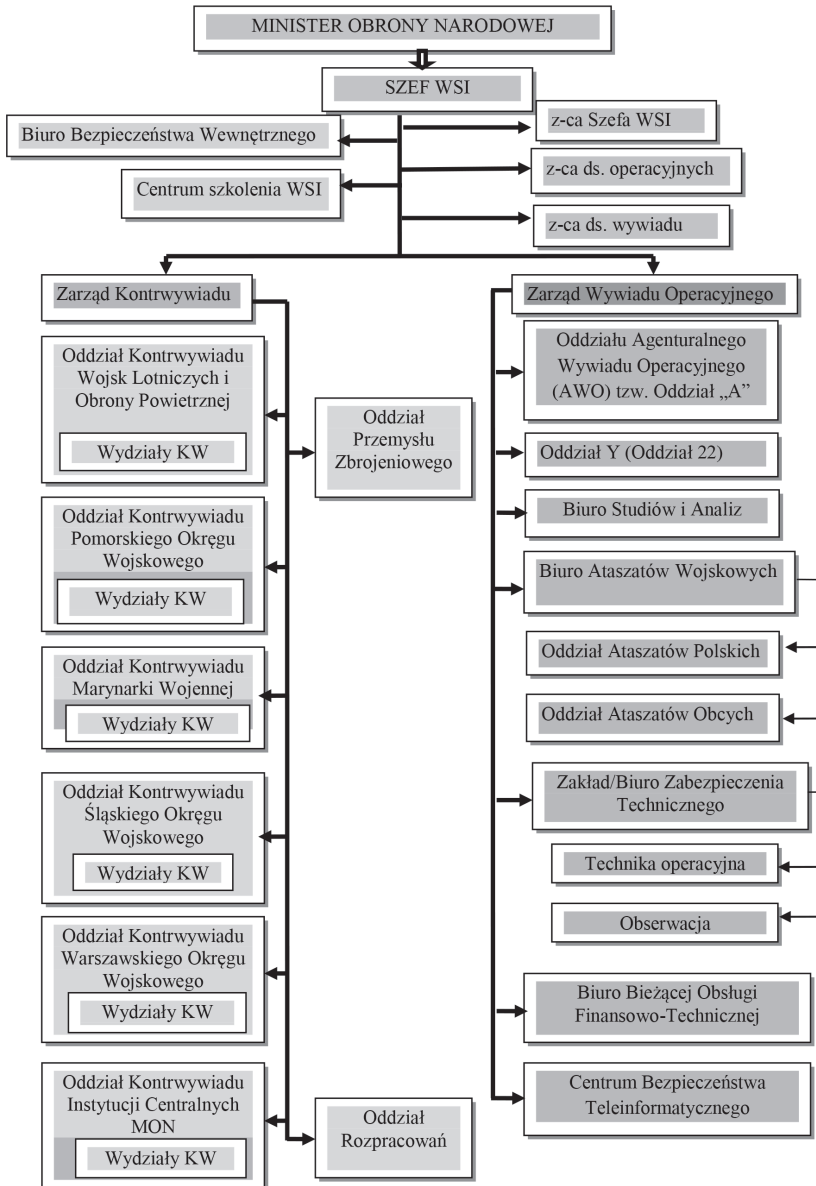 MINISTER OBRONY NARODOWEJ
SZEF WSI
Biuro Bezpieczeństwa Wewnętrznego
Centrum szkolenia WSI
z-ca Szefa WSI
z-ca ds. operacyjnych
z-ca ds. wywiadu
Zarząd Kontrwywiadu
Oddział Kontrwywiadu
Wojsk Lotniczych i
Obrony Powietrznej
Wydziały KW
Oddział Kontrwywiadu
Pomorskiego Okręgu
Wojskowego
Wydziały KW
Oddział Kontrwywiadu
Marynarki Wojennej
Wydziały KW
Oddział Kontrwywiadu
Śląskiego Okręgu
Wojskowego
Wydziały KW
Oddział Kontrwywiadu
Warszawskiego Okręgu
Wojskowego
Wydziały KW
Oddział Kontrwywiadu
Instytucji Centralnych
MON
Wydziały KW
Oddział
Przemysłu
Zbrojeniowego
Oddział
Rozpracowań
Zarząd Wywiadu Operacyjnego
Oddziału Agenturalnego
Wywiadu Operacyjnego
(AWO) tzw. Oddział „A”
Oddział Y (Oddział 22)
Biuro Studiów i Analiz
Biuro Ataszatów Wojskowych
Oddział Ataszatów Polskich
Oddział Ataszatów Obcych
Zakład/Biuro Zabezpieczenia
Technicznego
Technika operacyjna
Obserwacja
Biuro Bieżącej Obsługi
Finansowo-Technicznej
Centrum Bezpieczeństwa
Teleinformatycznego